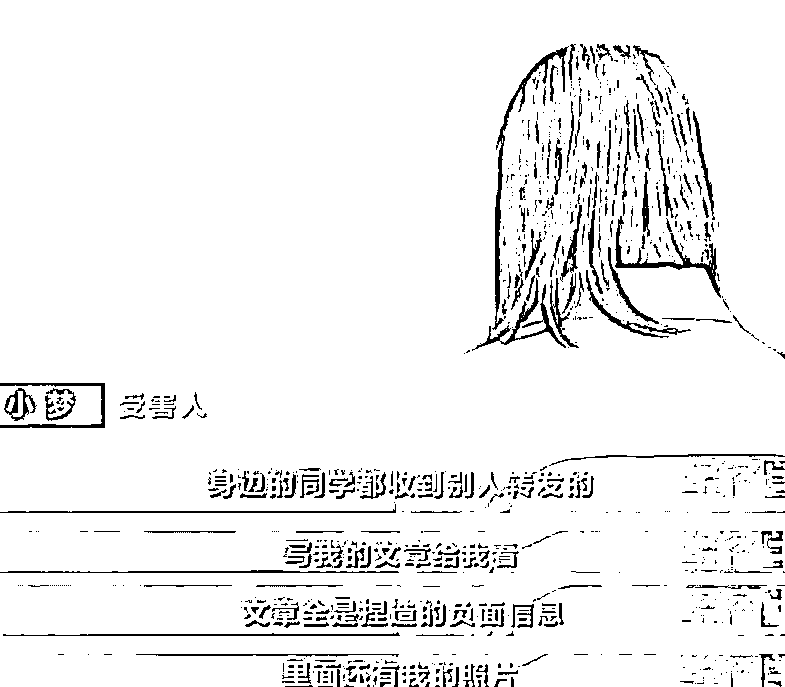 小梦 受害人
身边的同学都收到别人转发的
写我的文章给我看
文章全是捏造的负面信息
里面还有我的照片